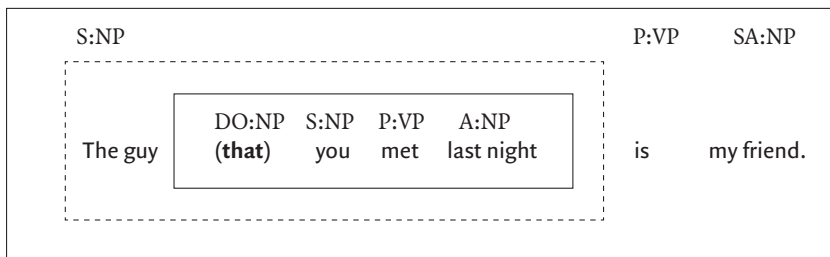 S:NP P:VP SA:NP
DO:NP S:NP P:VP A:NP
The guy (that) you met last night is my friend.